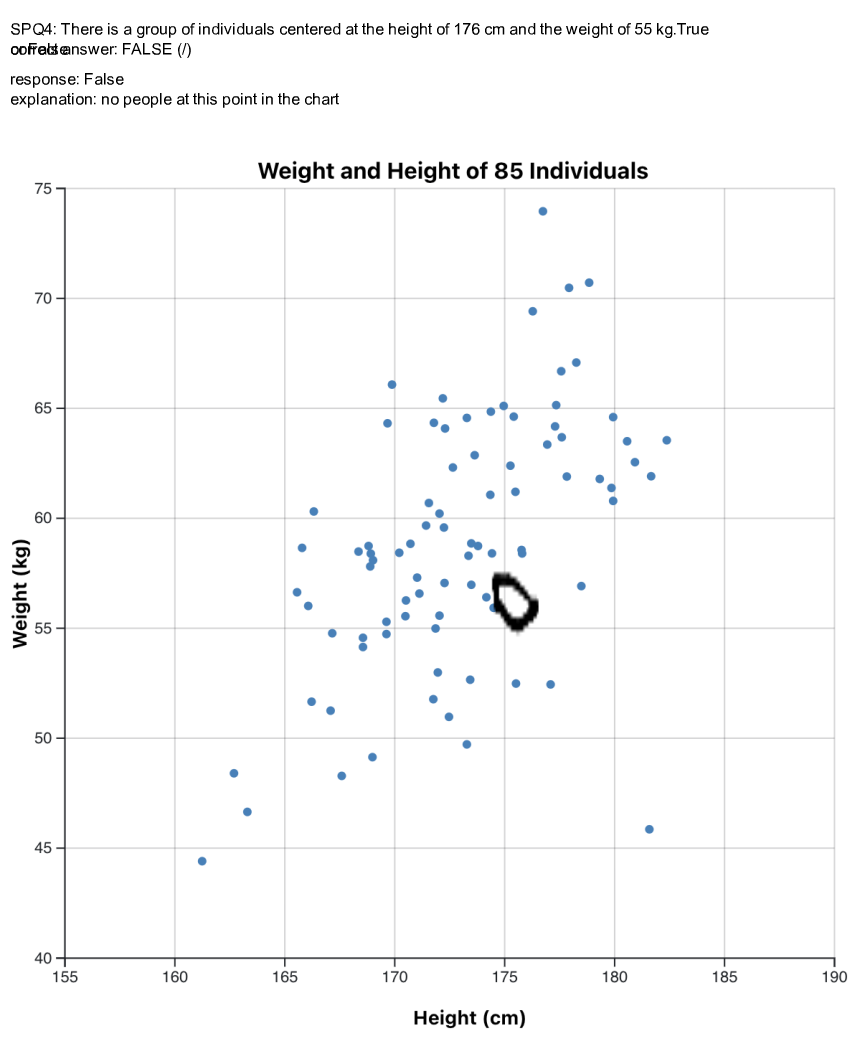 SPQ4: There is a group of individuals centered at the height of 176 cm and the weight of 55 kg.True
answer: FALSE (/)
response: False
explanation: no people at this point in the chart
Weight and Height of 85 Individuals
75
70
65
60
55
50
45
40
Weight (kg)
155 160 165 170 175 180 185 190
Height (cm)